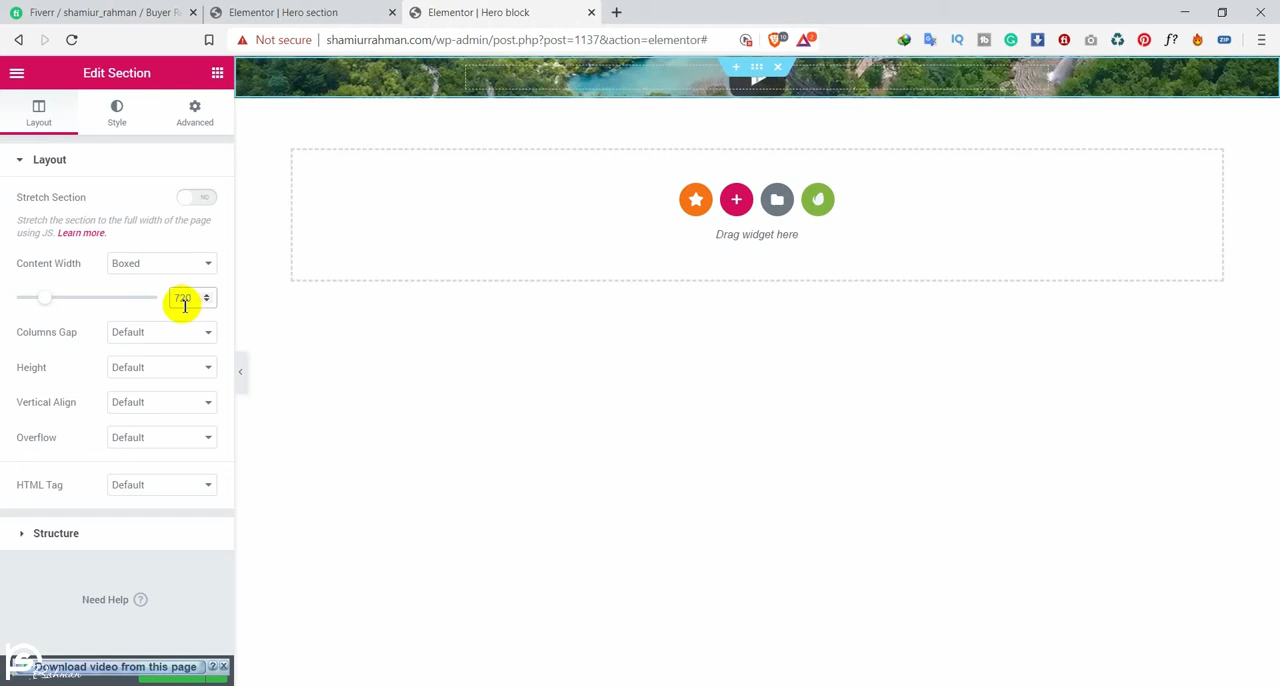 Fiverr / shamiur_rahman / Buyer R
Elementor | Hero section
Elementor | Hero block
Not secure
shamiurrahman.com/wp-admin/post.php?post=1137&action=elementor#
Edit Section
Layout
Style
Advanced
Layout
Stretch Section
NO
Stretch the section to the full width of the page
using JS. Learn more.
Content Width
Boxed
720
Columns Gap
Default
Height
Default
Vertical Align
Default
Overflow
Default
HTML Tag
Default
Structure
Need Help ?
Drag widget here
Download video from this page